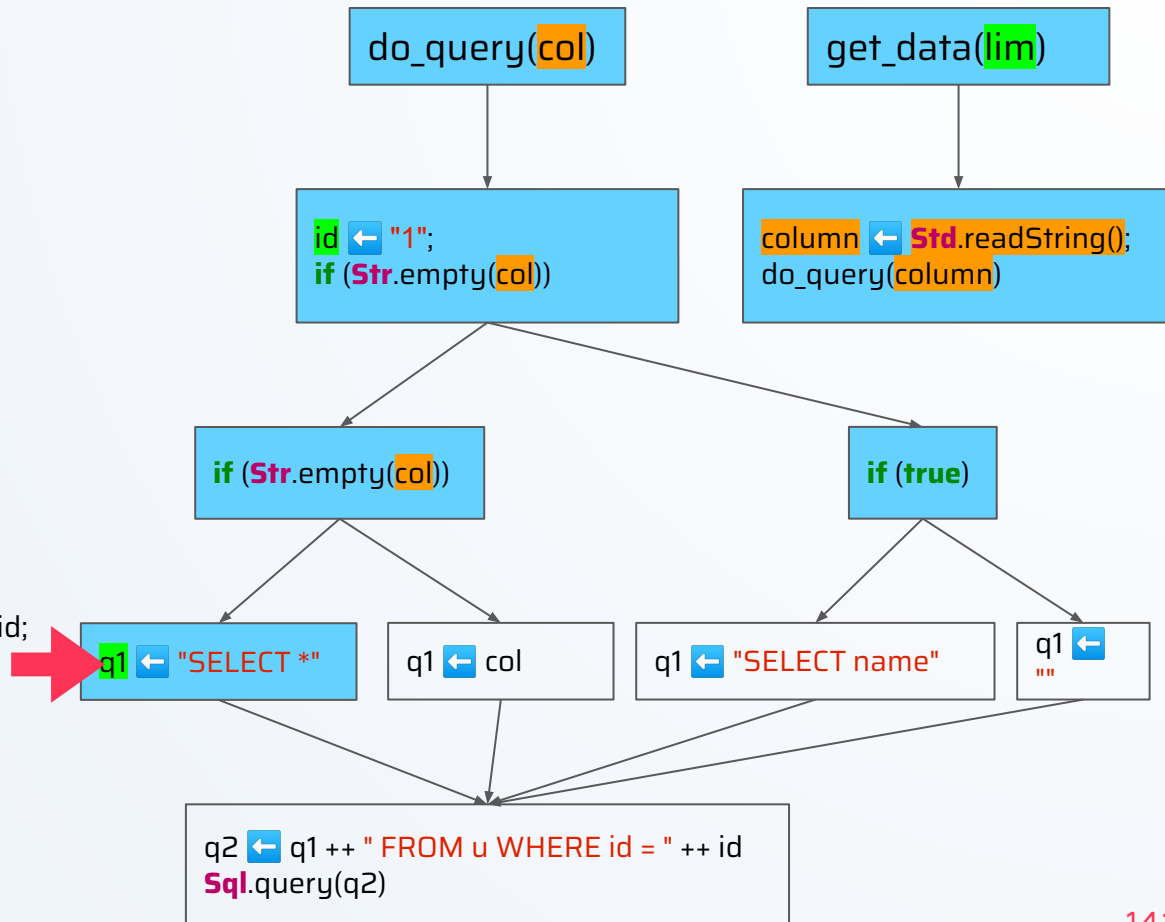 do_query(col)
get_data(lim)
id ⬅ "1";
if (Str.empty(col))
column ⬅ Std.readString();
do_query(column)
if (Str.empty(col))
if (true)
id;
q1 ⬅ "SELECT *"
q1 ⬅ col
q1 ⬅ "SELECT name"
q1 ⬅
""
q2 ⬅ q1 ++ " FROM u WHERE id = " ++ id
Sql.query(q2)